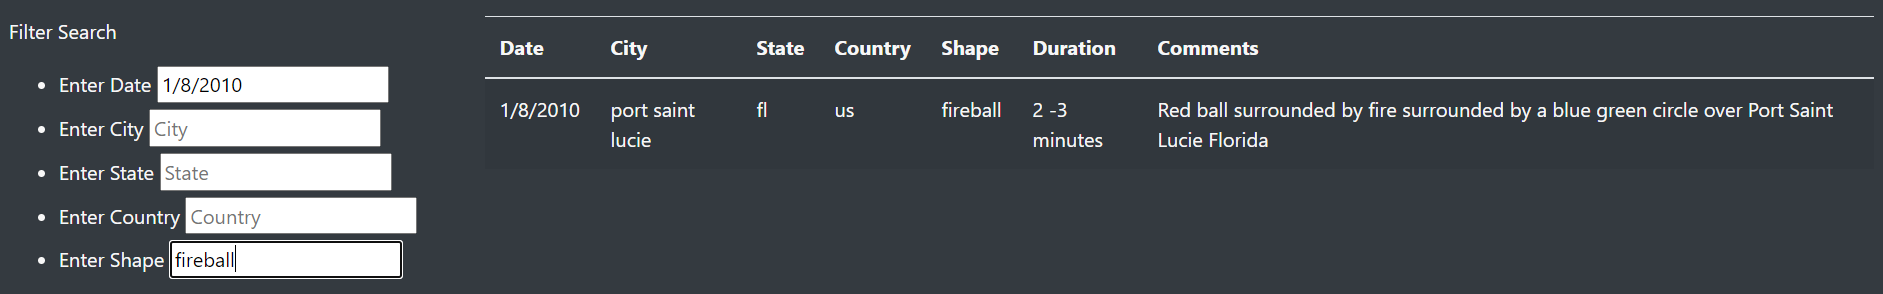 Filter Search
Enter Date 1/8/2010
Enter City City
Enter State State
Enter Country Country
Enter Shape fireball
Date City State Country Shape Duration Comments
1/8/2010 port saint fl us fireball 2 -3 Red ball surrounded by fire surrounded by a blue green circle over Port Saint
lucie minutes Lucie Florida